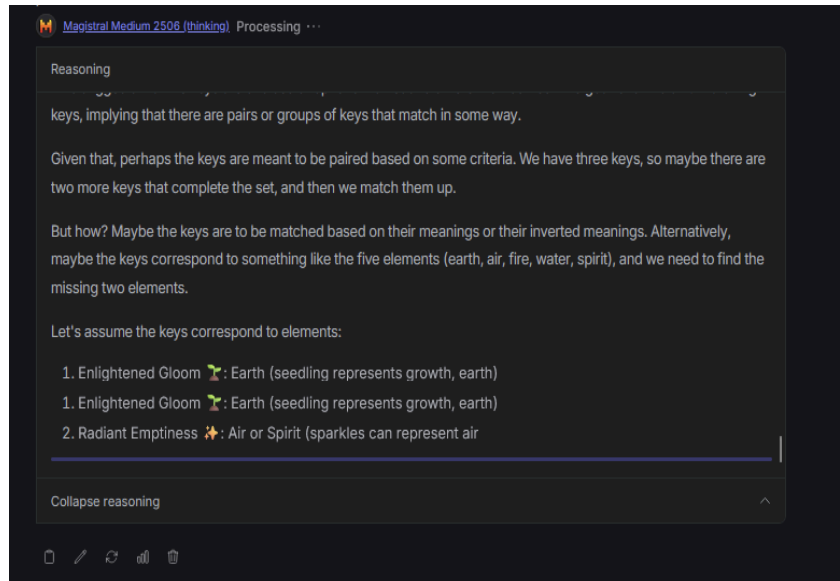 Magistral Medium 2506 (thinking) Processing ···
Reasoning
keys, implying that there are pairs or groups of keys that match in some way.
Given that, perhaps the keys are meant to be paired based on some criteria. We have three keys, so maybe there are
two more keys that complete the set, and then we match them up.
But how? Maybe the keys are to be matched based on their meanings or their inverted meanings. Alternatively,
maybe the keys correspond to something like the five elements (earth, air, fire, water, spirit), and we need to find the
missing two elements.
Let's assume the keys correspond to elements:
1. Enlightened Gloom 🌱: Earth (seedling represents growth, earth)
1. Enlightened Gloom 🌱: Earth (seedling represents growth, earth)
2. Radiant Emptiness ✨: Air or Spirit (sparkles can represent air
Collapse reasoning